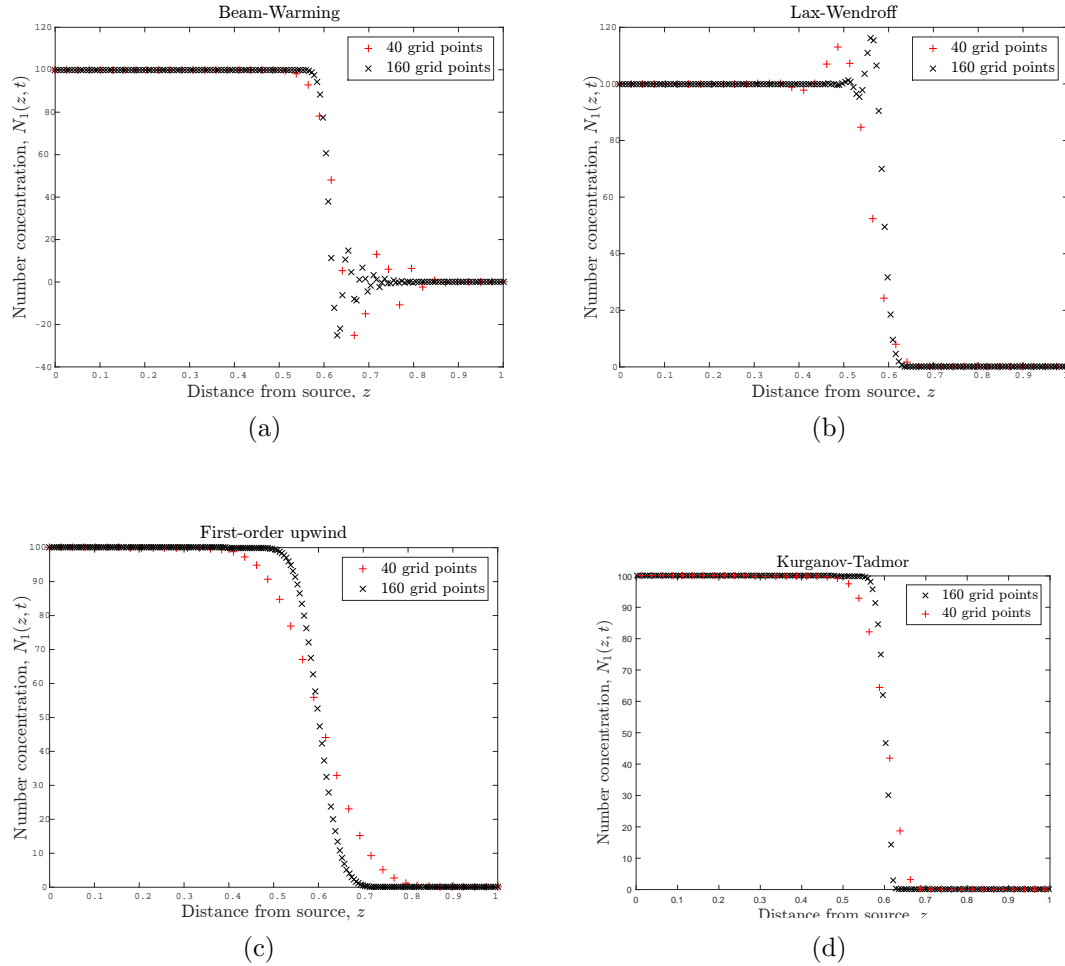 Beam-Warming
120
100
80
60
40
20
0
-20
-40
Number concentration, N₁(z, t)
+ 40 grid points
× 160 grid points
0 0.1 0.2 0.3 0.4 0.5 0.6 0.7 0.8 0.9 1
Distance from source, z
(a)
Lax-Wendroff
120
100
80
60
40
20
0
Number concentration, N₁(z, t)
+ 40 grid points
× 160 grid points
0 0.1 0.2 0.3 0.4 0.5 0.6 0.7 0.8 0.9 1
Distance from source, z
(b)
First-order upwind
100
90
80
70
60
50
40
30
20
10
0
Number concentration, N₁(z, t)
+ 40 grid points
× 160 grid points
0 0.1 0.2 0.3 0.4 0.5 0.6 0.7 0.8 0.9 1
Distance from source, z
(c)
Kurganov-Tadmor
100
90
80
70
60
50
40
30
20
10
0
Number concentration, N₁(z, t)
× 160 grid points
+ 40 grid points
0 0.1 0.2 0.3 0.4 0.5 0.6 0.7 0.8 0.9 1
Distance from source, z
(d)